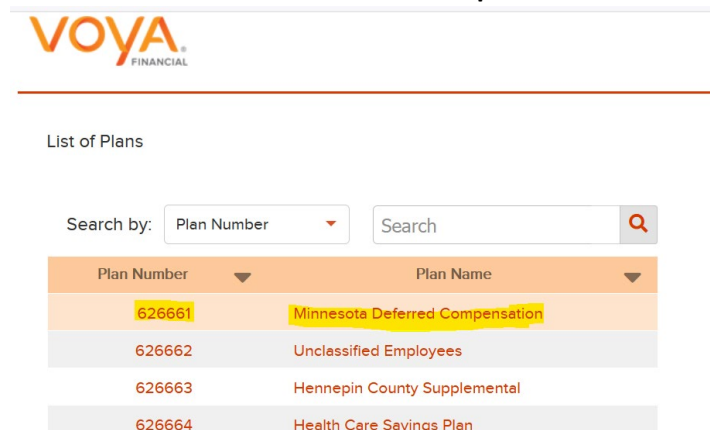 VOYA.
FINANCIAL
List of Plans
Search by: Plan Number Search
Plan Number Plan Name
626661 Minnesota Deferred Compensation
626662 Unclassified Employees
626663 Hennepin County Supplemental
626664 Health Care Savings Plan